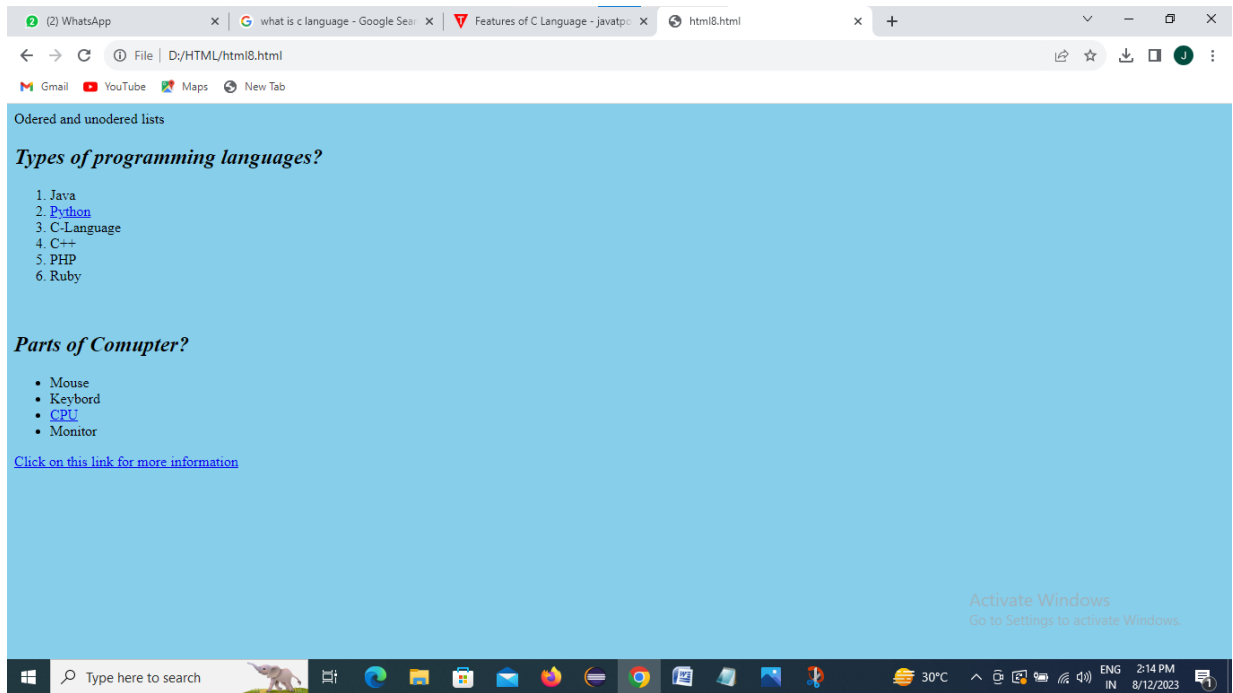 (2) WhatsApp
what is c language - Google Sear
Features of C Language - javatpo
html8.html
File D:/HTML/html8.html
J
Gmail YouTube Maps New Tab
Odered and unodered lists
Types of programming languages?
1. Java
2. Python
3. C-Language
4. C++
5. PHP
6. Ruby
Parts of Comupter?
• Mouse
• Keybord
• CPU
• Monitor
Click on this link for more information
Activate Windows
Go to Settings to activate Windows.
Type here to search
30°C
ENG
IN
2:14 PM
8/12/2023
1